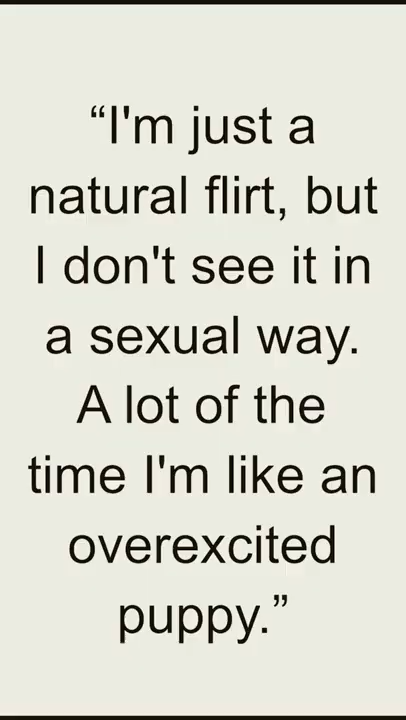 “I'm just a
natural flirt, but
I don't see it in
a sexual way.
A lot of the
time I'm like an
overexcited
puppy.”